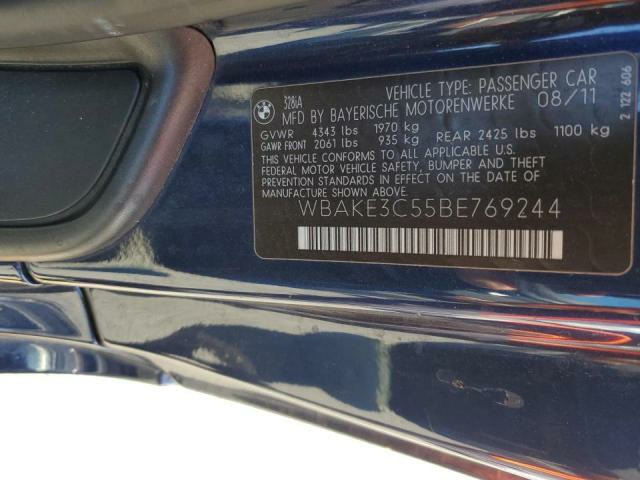 BMW
328iA
VEHICLE TYPE: PASSENGER CAR
MFD BY BAYERISCHE MOTORENWERKE 08/11
GVWR 4343 lbs 1970 kg
GAWR FRONT 2061 lbs 935 kg REAR 2425 lbs 1100 kg
THIS VEHICLE CONFORMS TO ALL APPLICABLE U.S.
FEDERAL MOTOR VEHICLE SAFETY, BUMPER AND THEFT
PREVENTION STANDARDS IN EFFECT ON THE DATE OF
MANUFACTURE SHOWN ABOVE.
WBAKE3C55BE769244
2 122 606